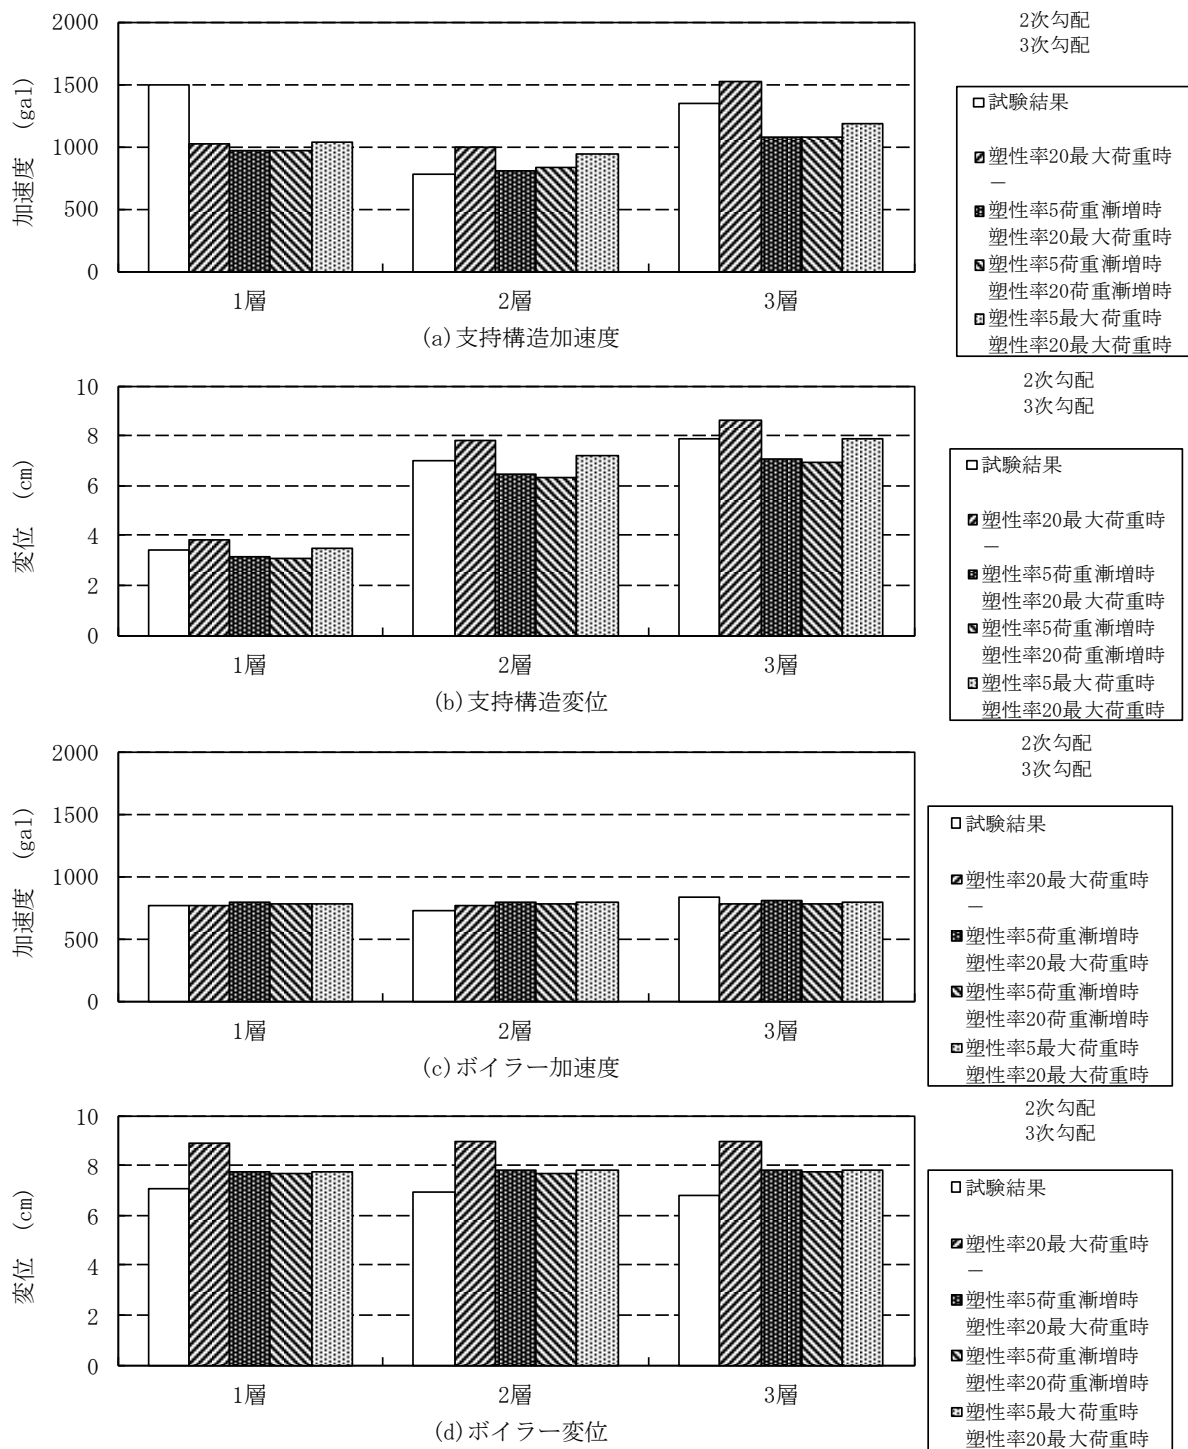 2次勾配
3次勾配
2000
1500
1000
500
0
加速度 (gal)
1層
2層
3層
(a)支持構造加速度
試験結果
塑性率20最大荷重時
－
塑性率5荷重漸増時
塑性率20最大荷重時
塑性率5荷重漸増時
塑性率20荷重漸増時
塑性率5最大荷重時
塑性率20最大荷重時
2次勾配
3次勾配
10
8
6
4
2
0
変位 (cm)
1層
2層
3層
(b)支持構造変位
試験結果
塑性率20最大荷重時
－
塑性率5荷重漸増時
塑性率20最大荷重時
塑性率5荷重漸増時
塑性率20荷重漸増時
塑性率5最大荷重時
塑性率20最大荷重時
2次勾配
3次勾配
2000
1500
1000
500
0
加速度 (gal)
1層
2層
3層
(c)ボイラー加速度
試験結果
塑性率20最大荷重時
－
塑性率5荷重漸増時
塑性率20最大荷重時
塑性率5荷重漸増時
塑性率20荷重漸増時
塑性率5最大荷重時
塑性率20最大荷重時
2次勾配
3次勾配
10
8
6
4
2
0
変位 (cm)
1層
2層
3層
(d)ボイラー変位
試験結果
塑性率20最大荷重時
－
塑性率5荷重漸増時
塑性率20最大荷重時
塑性率5荷重漸増時
塑性率20荷重漸増時
塑性率5最大荷重時
塑性率20最大荷重時